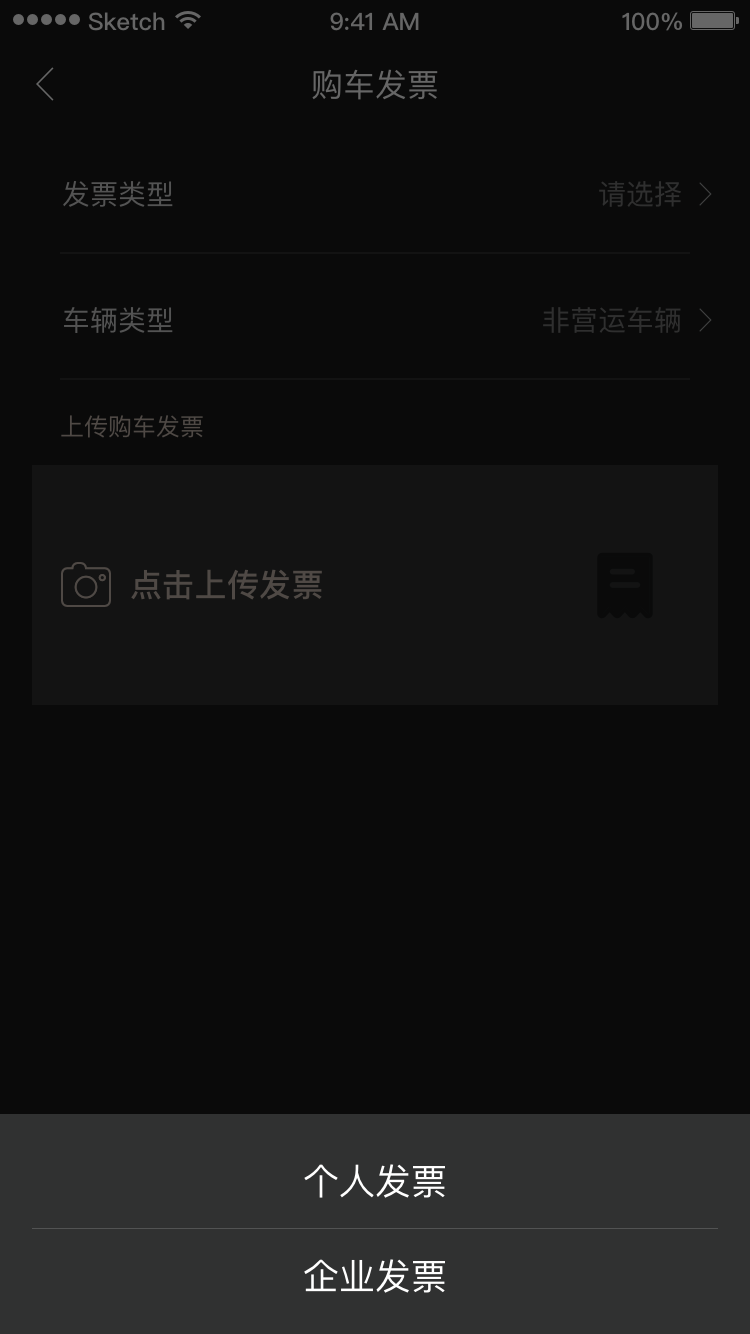 Sketch 9:41 AM 100%
购车发票
发票类型 请选择
车辆类型 非营运车辆
上传购车发票
点击上传发票
个人发票
企业发票